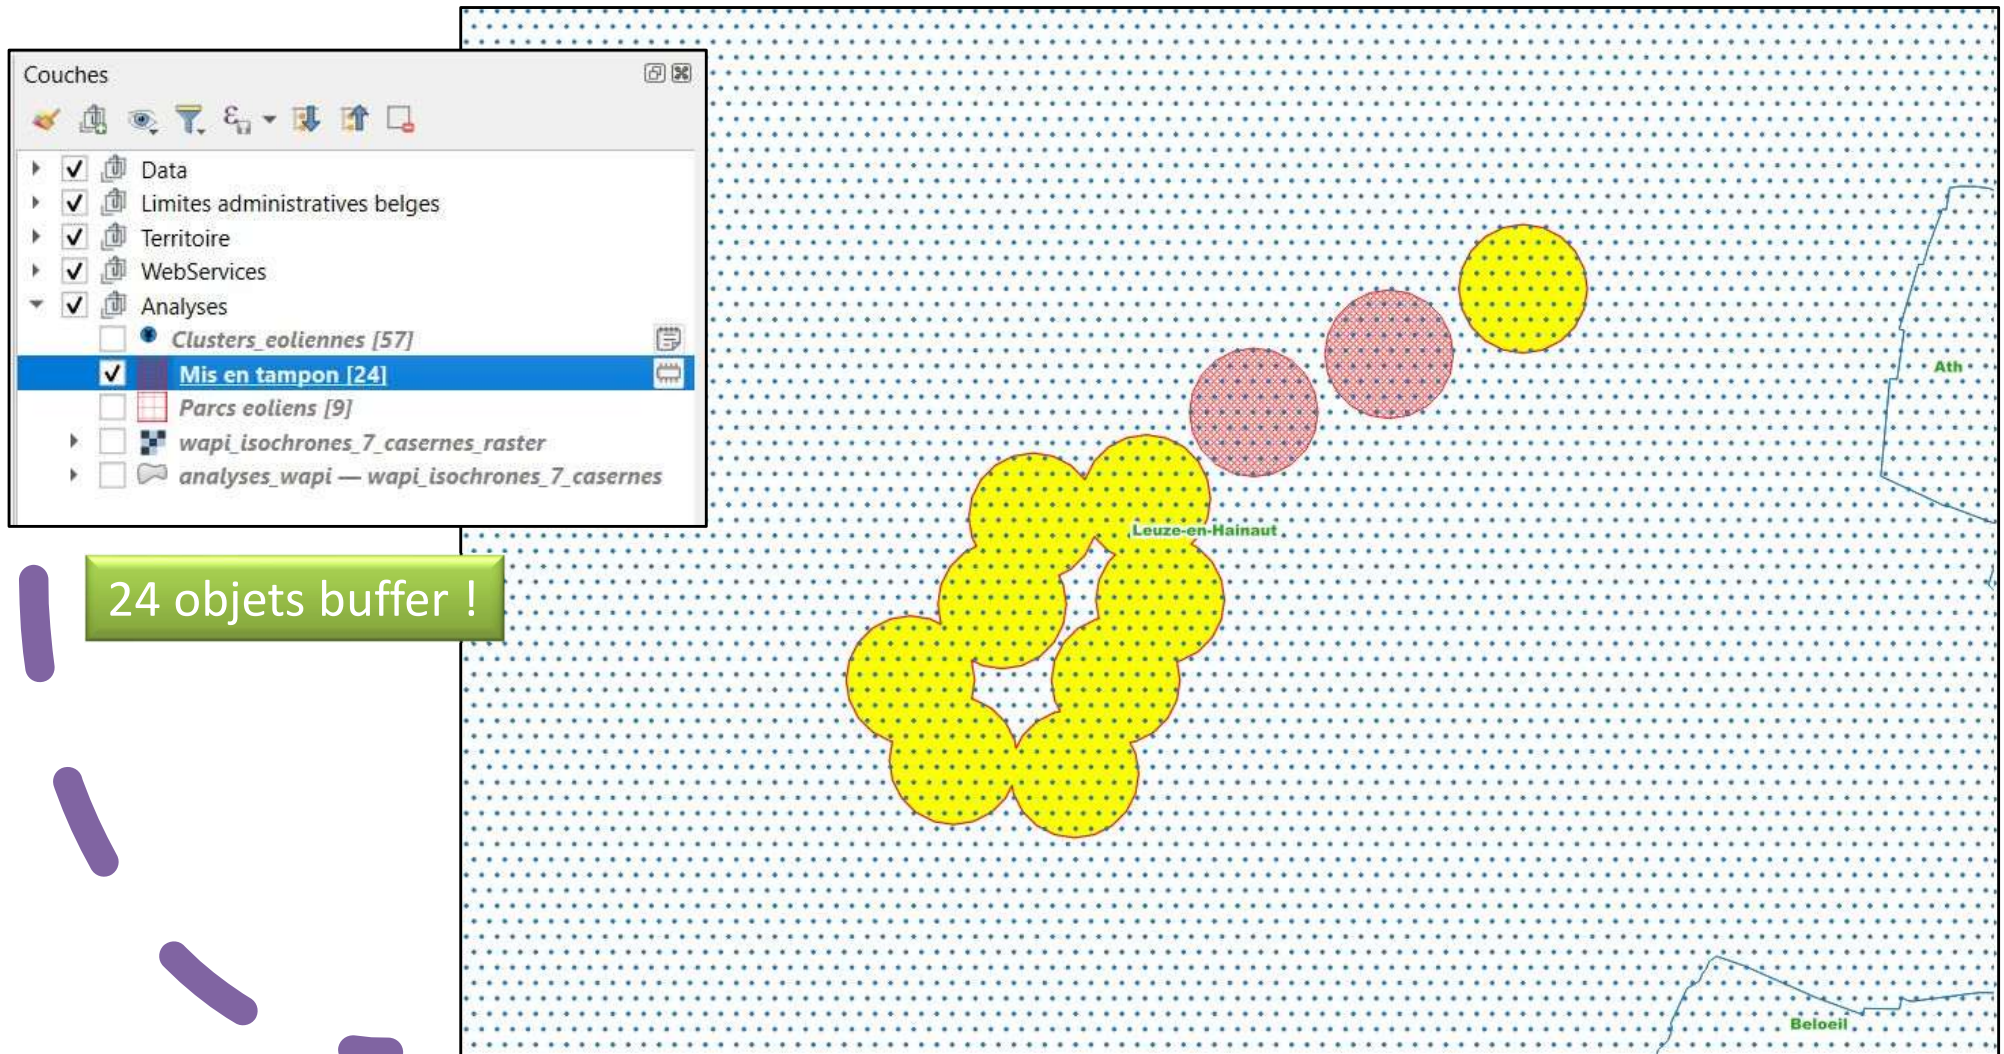 Couches
Data
Limites administratives belges
Territoire
WebServices
Analyses
Clusters_eoliennes [57]
Mis en tampon [24]
Parcs eoliens [9]
wapi_isochrones_7_casernes_raster
analyses_wapi — wapi_isochrones_7_casernes
24 objets buffer !
Ath
Leuze-en-Hainaut
Beloeil